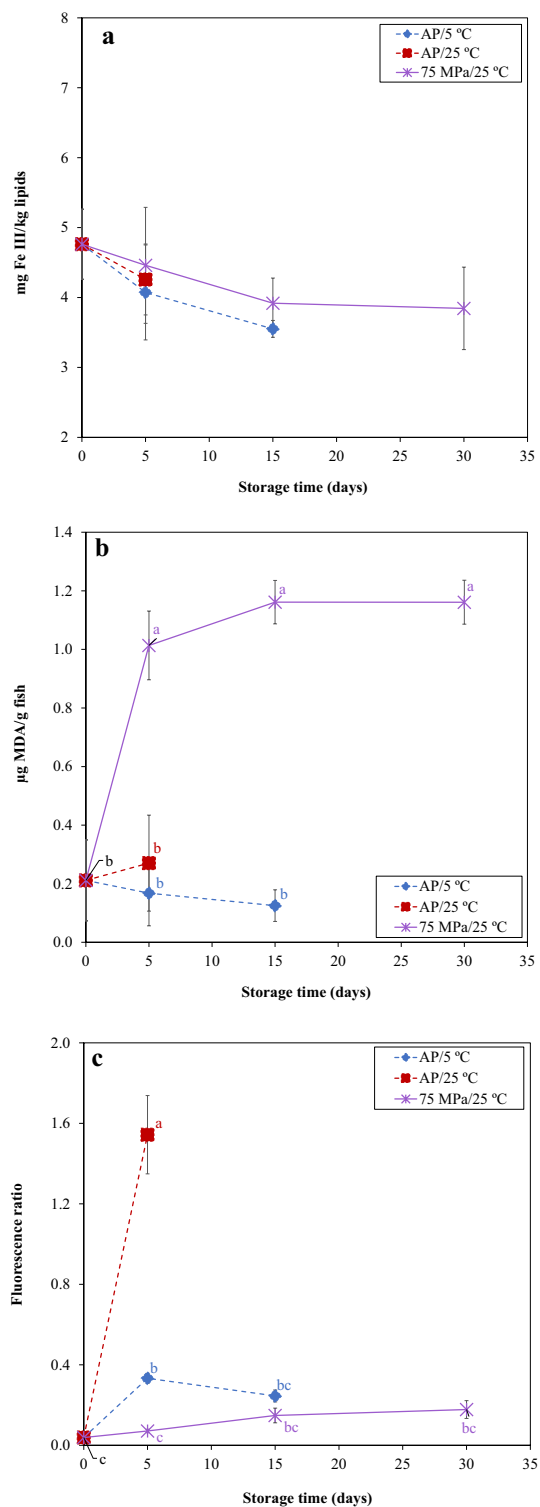 a
AP/5 ºC
AP/25 ºC
75 MPa/25 ºC
mg Fe III/kg lipids
8
7
6
5
4
3
2
0 5 10 15 20 25 30 35
Storage time (days)
b
1.4
1.2
1.0
0.8
0.6
0.4
0.2
0.0
µg MDA/g fish
a
a
a
b
b
b
b
AP/5 ºC
AP/25 ºC
75 MPa/25 ºC
0 5 10 15 20 25 30 35
Storage time (days)
c
AP/5 ºC
AP/25 ºC
75 MPa/25 ºC
2.0
1.6
1.2
0.8
0.4
0.0
Fluorescence ratio
a
b
bc
c
bc
bc
c
0 5 10 15 20 25 30 35
Storage time (days)